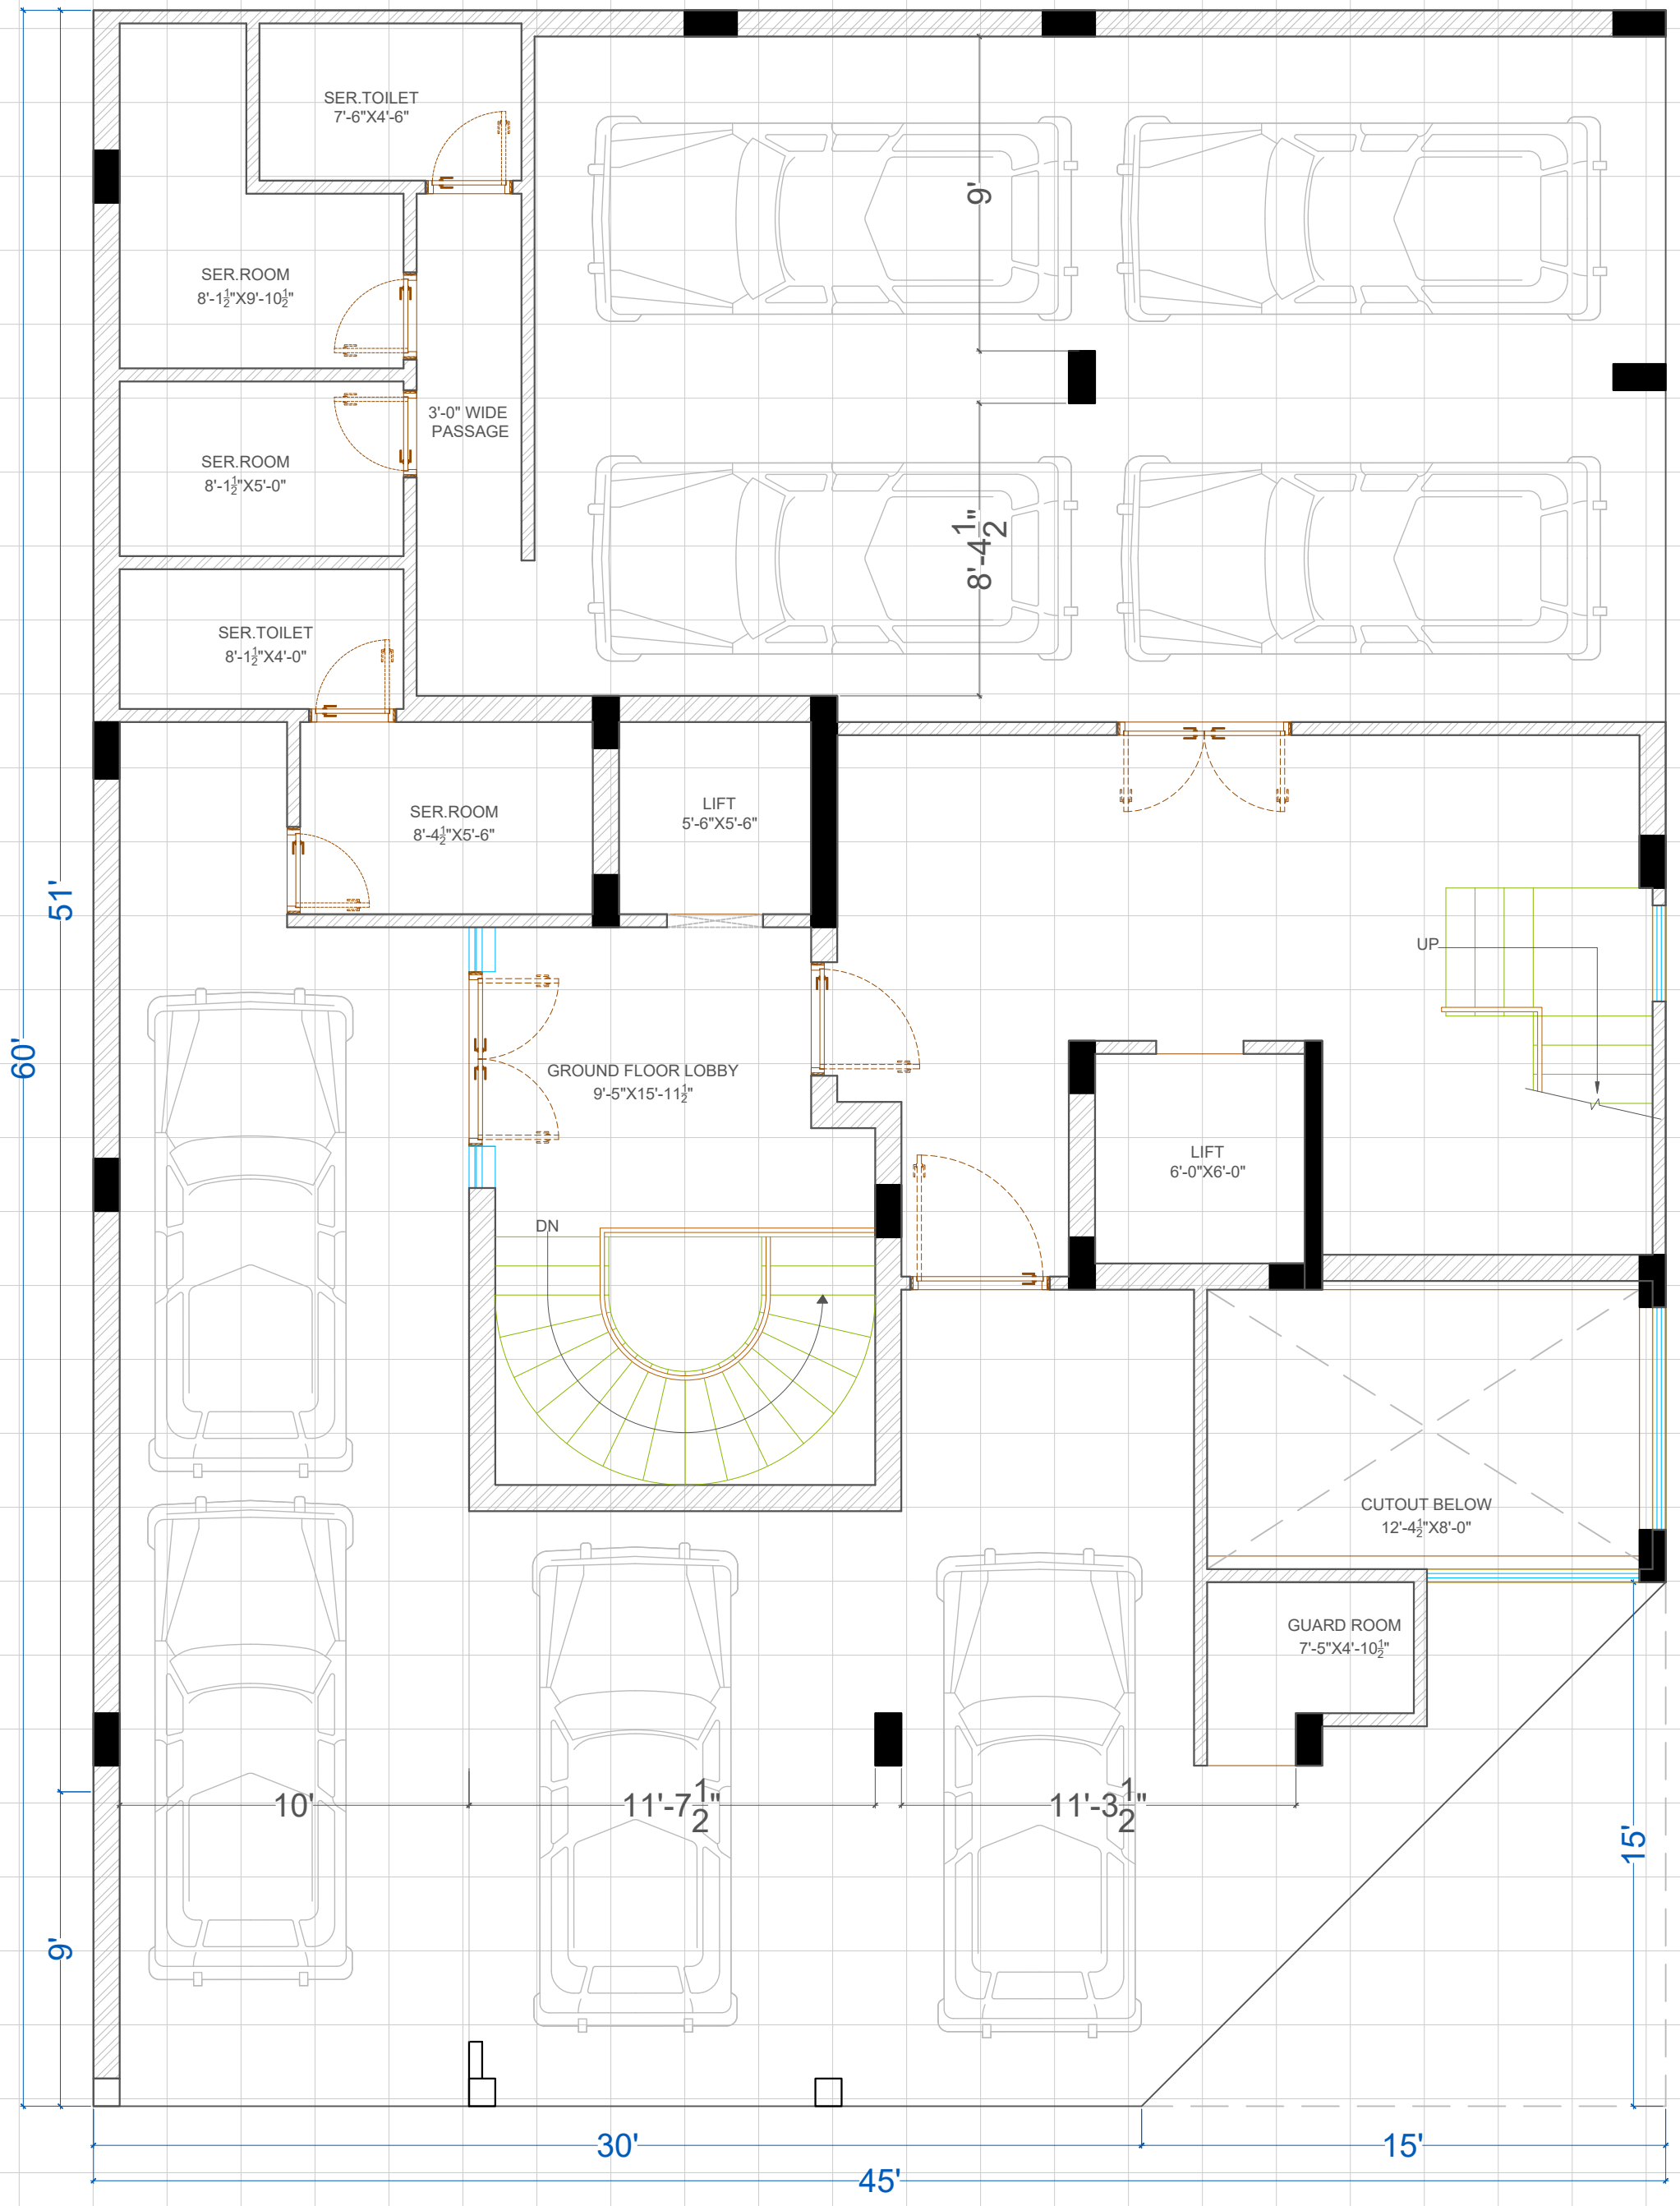 SER.TOILET
7'-6"X4'-6"
9'
SER.ROOM
8'-1½"X9'-10½"
3'-0" WIDE
PASSAGE
SER.ROOM
8'-1½"X5'-0"
8'-4½"
SER.TOILET
8'-1½"X4'-0"
SER.ROOM
8'-4½"X5'-6"
LIFT
5'-6"X5'-6"
51'
UP
60'
GROUND FLOOR LOBBY
9'-5"X15'-11½"
LIFT
6'-0"X6'-0"
DN
CUTOUT BELOW
12'-4½"X8'-0"
GUARD ROOM
7'-5"X4'-10½"
10'
11'-7½"
11'-3½"
15'
9'
30'
15'
45'